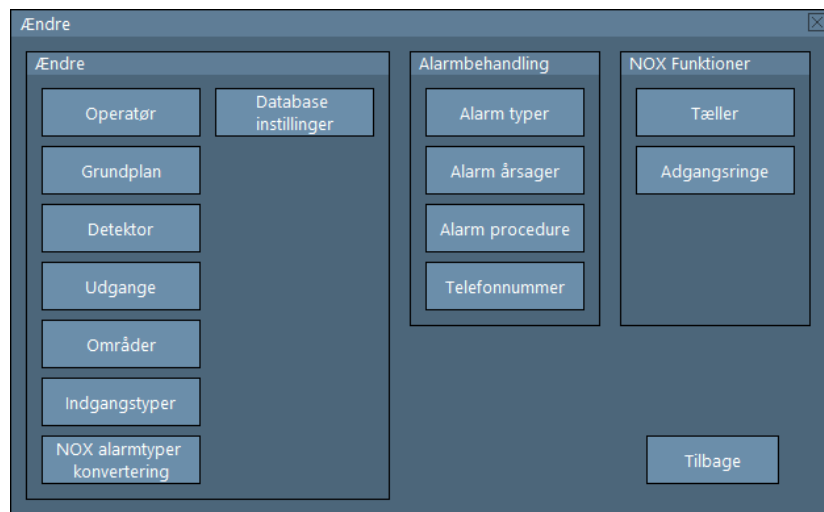 Ændre
Ændre
Operatør
Database
instillinger
Grundplan
Detektor
Udgange
Områder
Indgangstyper
NOX alarmtyper
konvertering
Alarmbehandling
Alarm typer
Alarm årsager
Alarm procedure
Telefonnummer
NOX Funktioner
Tæller
Adgangsringe
Tilbage